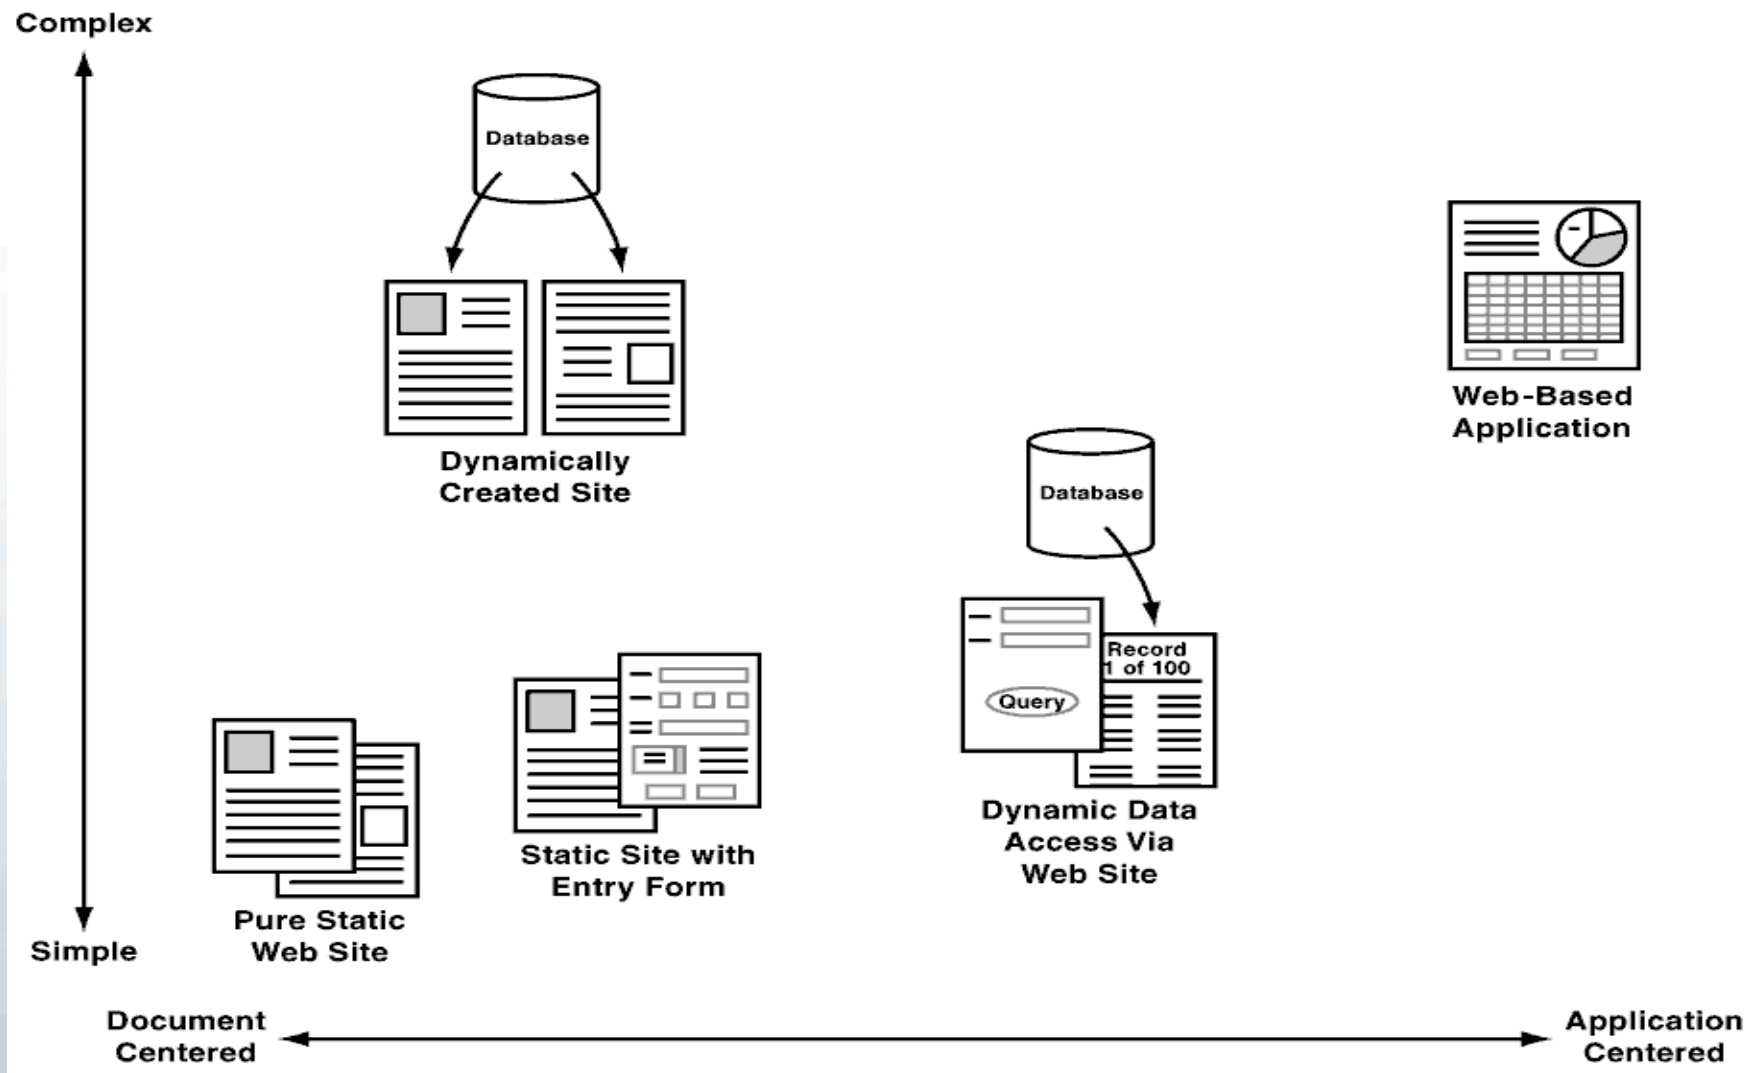 Complex
Database
Dynamically
Created Site
Web-Based
Application
Database
Record
1 of 100
Query
Dynamic Data
Access Via
Web Site
Static Site with
Entry Form
Pure Static
Web Site
Simple
Document
Centered
Application
Centered